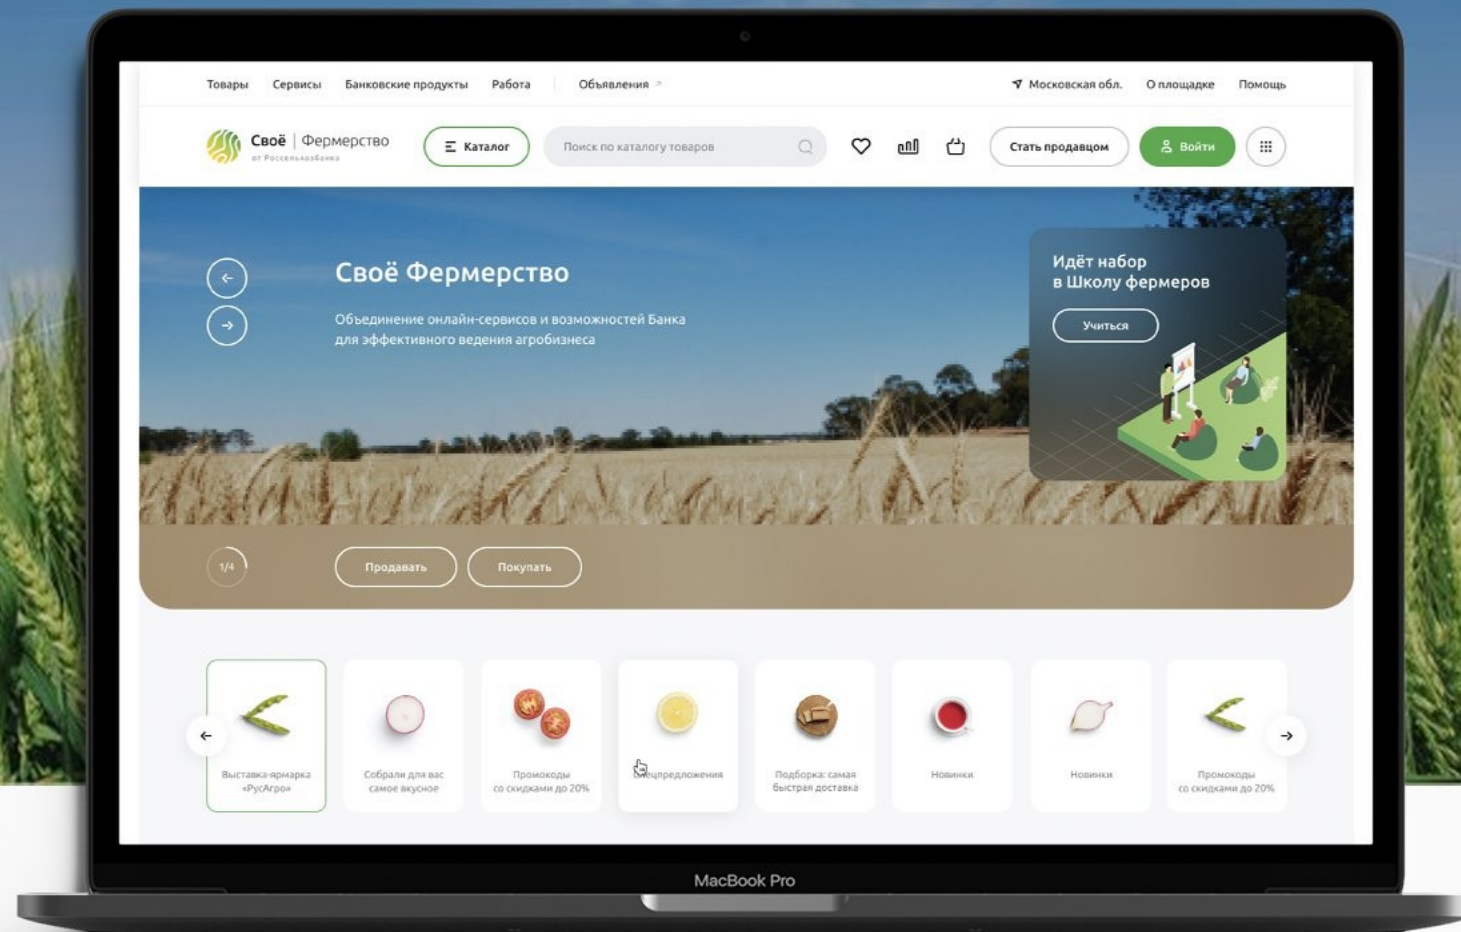 Товары Сервисы Банковские продукты Работа Объявления Московская обл. О площадке Помощь
Своё | Фермерство
от Россельхозбанка
Каталог
Поиск по каталогу товаров
Стать продавцом
Войти
Своё Фермерство
Объединение онлайн-сервисов и возможностей Банка
для эффективного ведения агробизнеса
Идёт набор
в Школу фермеров
Учиться
1/4
Продавать
Покупать
Выставка-ярмарка
«РусАгро»
Собрали для вас
самое вкусное
Промокоды
со скидками до 20%
Спецпредложения
Подборка: самая
быстрая доставка
Новинки
Новинки
Промокоды
со скидками до 20%
MacBook Pro